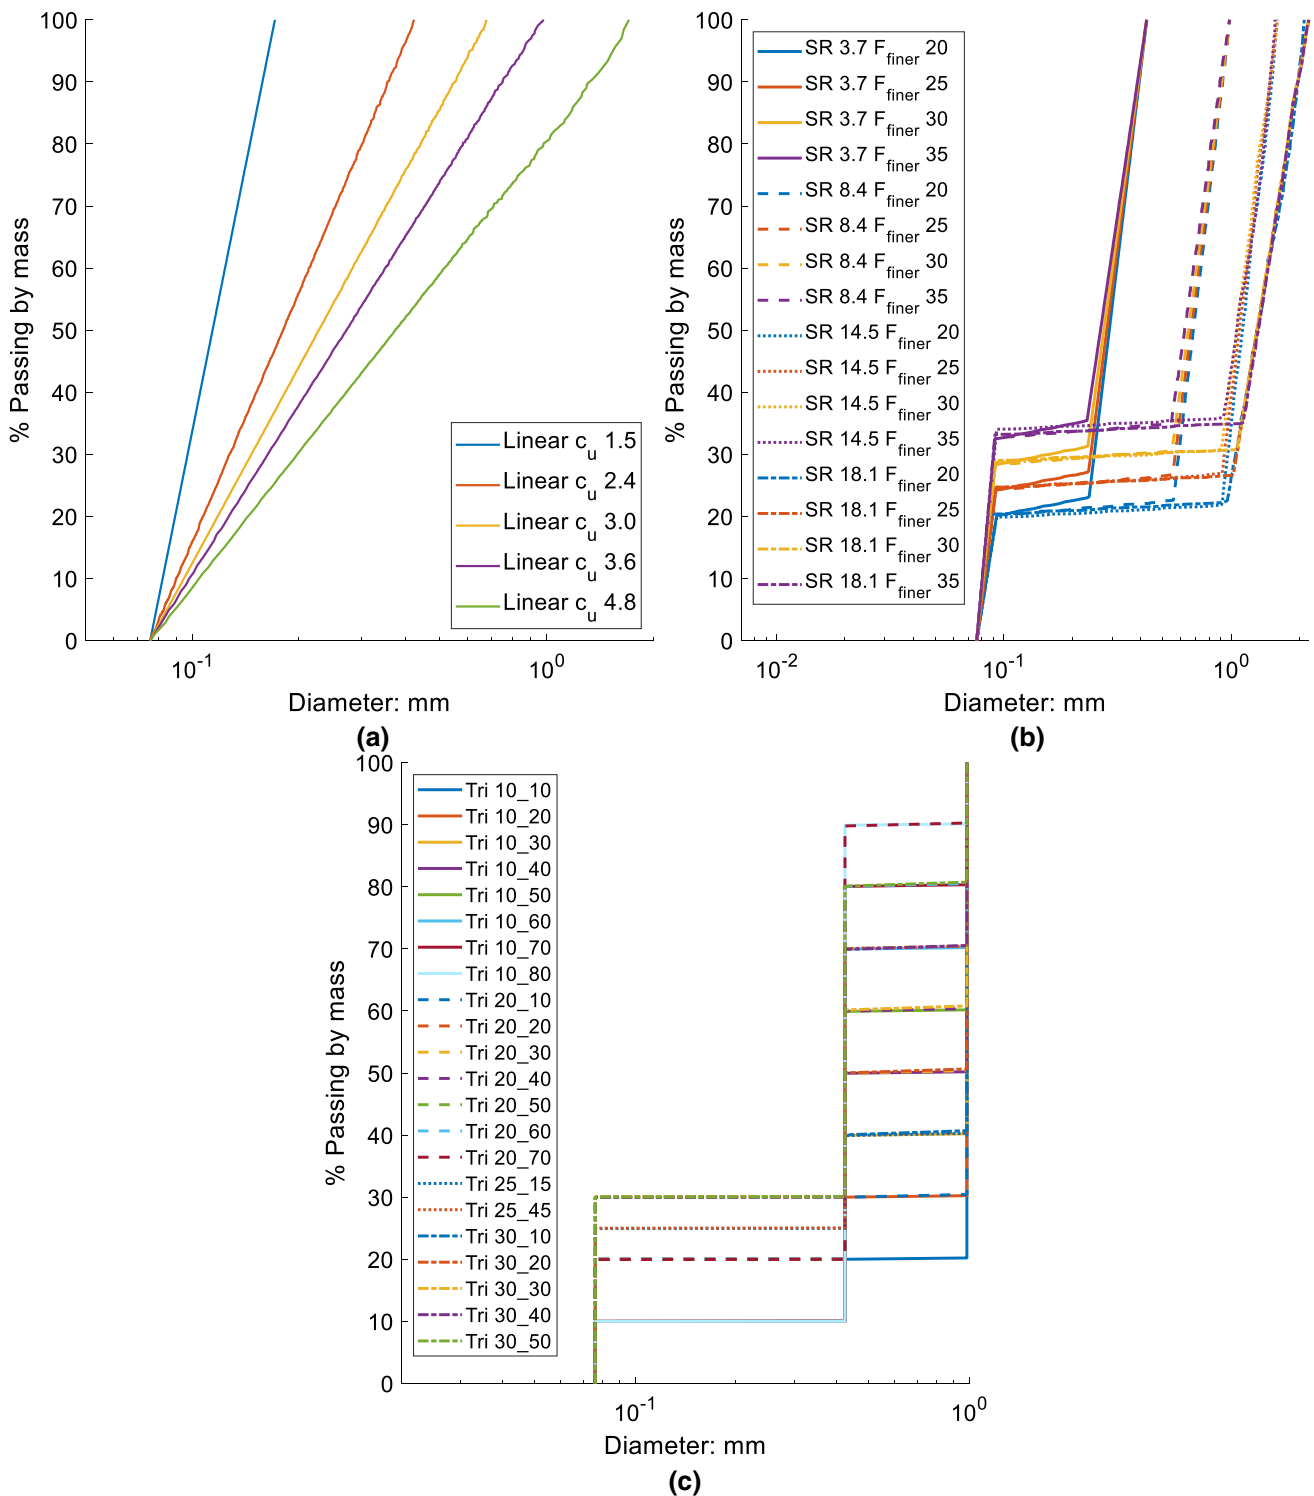 100
90
80
70
60
50
40
30
20
10
0
% Passing by mass
10-1
100
Diameter: mm
Linear cu 1.5
Linear cu 2.4
Linear cu 3.0
Linear cu 3.6
Linear cu 4.8
(a)
100
90
80
70
60
50
40
30
20
10
0
% Passing by mass
10-2
10-1
100
Diameter: mm
SR 3.7 Ffiner 20
SR 3.7 Ffiner 25
SR 3.7 Ffiner 30
SR 3.7 Ffiner 35
SR 8.4 Ffiner 20
SR 8.4 Ffiner 25
SR 8.4 Ffiner 30
SR 8.4 Ffiner 35
SR 14.5 Ffiner 20
SR 14.5 Ffiner 25
SR 14.5 Ffiner 30
SR 14.5 Ffiner 35
SR 18.1 Ffiner 20
SR 18.1 Ffiner 25
SR 18.1 Ffiner 30
SR 18.1 Ffiner 35
(b)
100
90
80
70
60
50
40
30
20
10
0
% Passing by mass
10-1
100
Diameter: mm
Tri 10_10
Tri 10_20
Tri 10_30
Tri 10_40
Tri 10_50
Tri 10_60
Tri 10_70
Tri 10_80
Tri 20_10
Tri 20_20
Tri 20_30
Tri 20_40
Tri 20_50
Tri 20_60
Tri 20_70
Tri 25_15
Tri 25_45
Tri 30_10
Tri 30_20
Tri 30_30
Tri 30_40
Tri 30_50
(c)